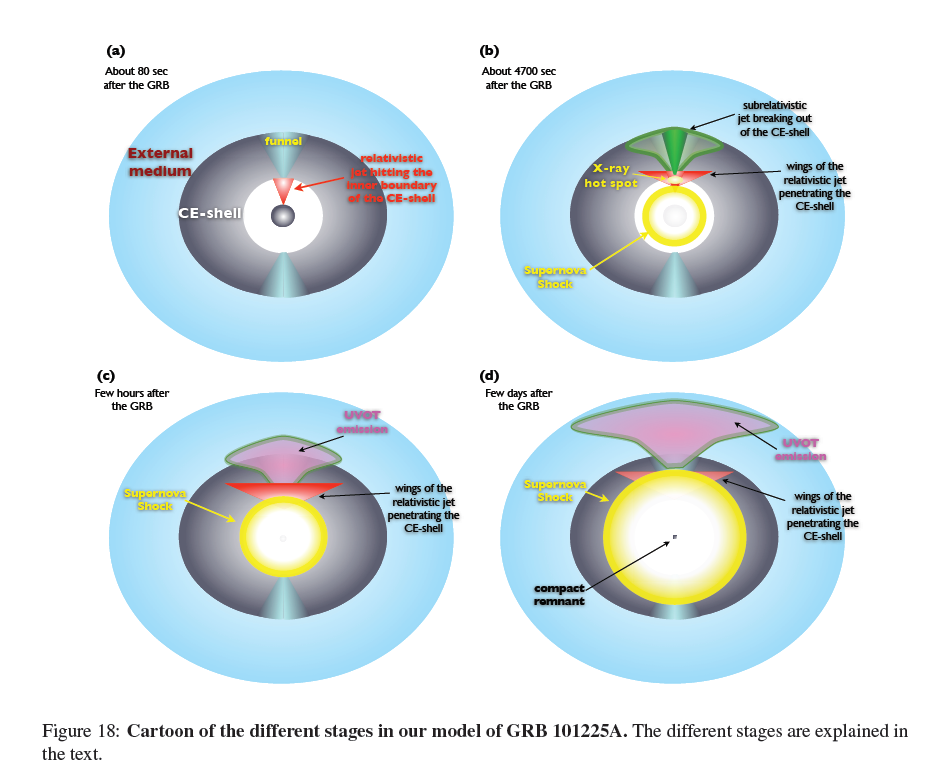 (a)
About 80 sec
after the GRB
External
medium
funnel
relativistic
jet hitting the
inner boundary
of the CE-shell
CE-shell
(b)
About 4700 sec
after the GRB
subrelativistic
jet breaking out
of the CE-shell
X-ray
hot spot
wings of the
relativistic jet
penetrating the
CE-shell
Supernova
Shock
(c)
Few hours after
the GRB
UVOT
emission
Supernova
Shock
wings of the
relativistic jet
penetrating the
CE-shell
(d)
Few days after
the GRB
UVOT
emission
Supernova
Shock
wings of the
relativistic jet
penetrating the
CE-shell
compact
remnant
Figure 18: Cartoon of the different stages in our model of GRB 101225A. The different stages are explained in
the text.